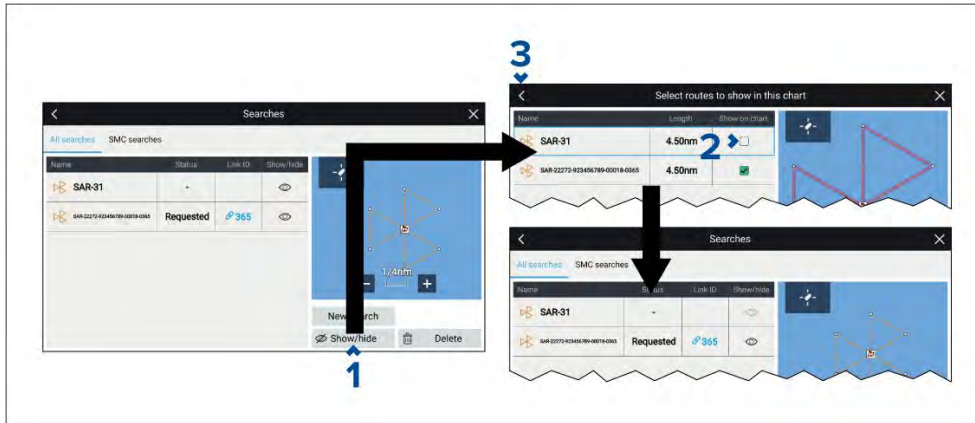 Searches
All searches SMC searches
Name Status Link ID Show/hide
SAR-31 -
SAR-22272-923456789-00018-0365 Requested 365
1/4nm
New search
Show/hide Delete
1
3
Select routes to show in this chart
Name Length Show on chart
SAR-31 4.50nm
2
SAR-22272-923456789-00018-0365 4.50nm
Searches
All searches SMC searches
Name Status Link ID Show/hide
SAR-31 -
SAR-22272-923456789-00018-0365 Requested 365